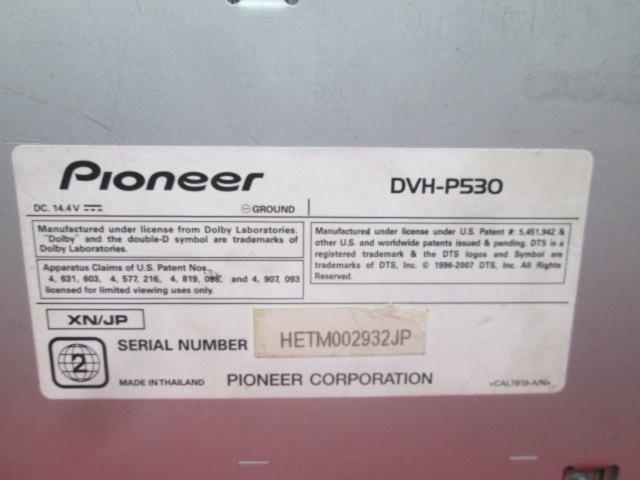 Pioneer
DVH-P530
DC. 14.4 V
GROUND
Manufactured under license from Dolby Laboratories.
"Dolby" and the double-D symbol are trademarks of
Dolby Laboratories.
Apparatus Claims of U.S. Patent Nos.
4, 631, 603, 4, 577, 216, 4, 819, 098, and 4, 907, 093
licensed for limited viewing uses only.
Manufactured under license under U.S. Patent #: 5,451,942 &
other U.S. and worldwide patents issued & pending. DTS is a
registered trademark & the DTS logos and Symbol are
trademarks of DTS, Inc. © 1996-2007 DTS, Inc. All Rights
Reserved.
XN/JP
2
SERIAL NUMBER
HETM002932JP
MADE IN THAILAND
PIONEER CORPORATION
<CAL7819-A/N>